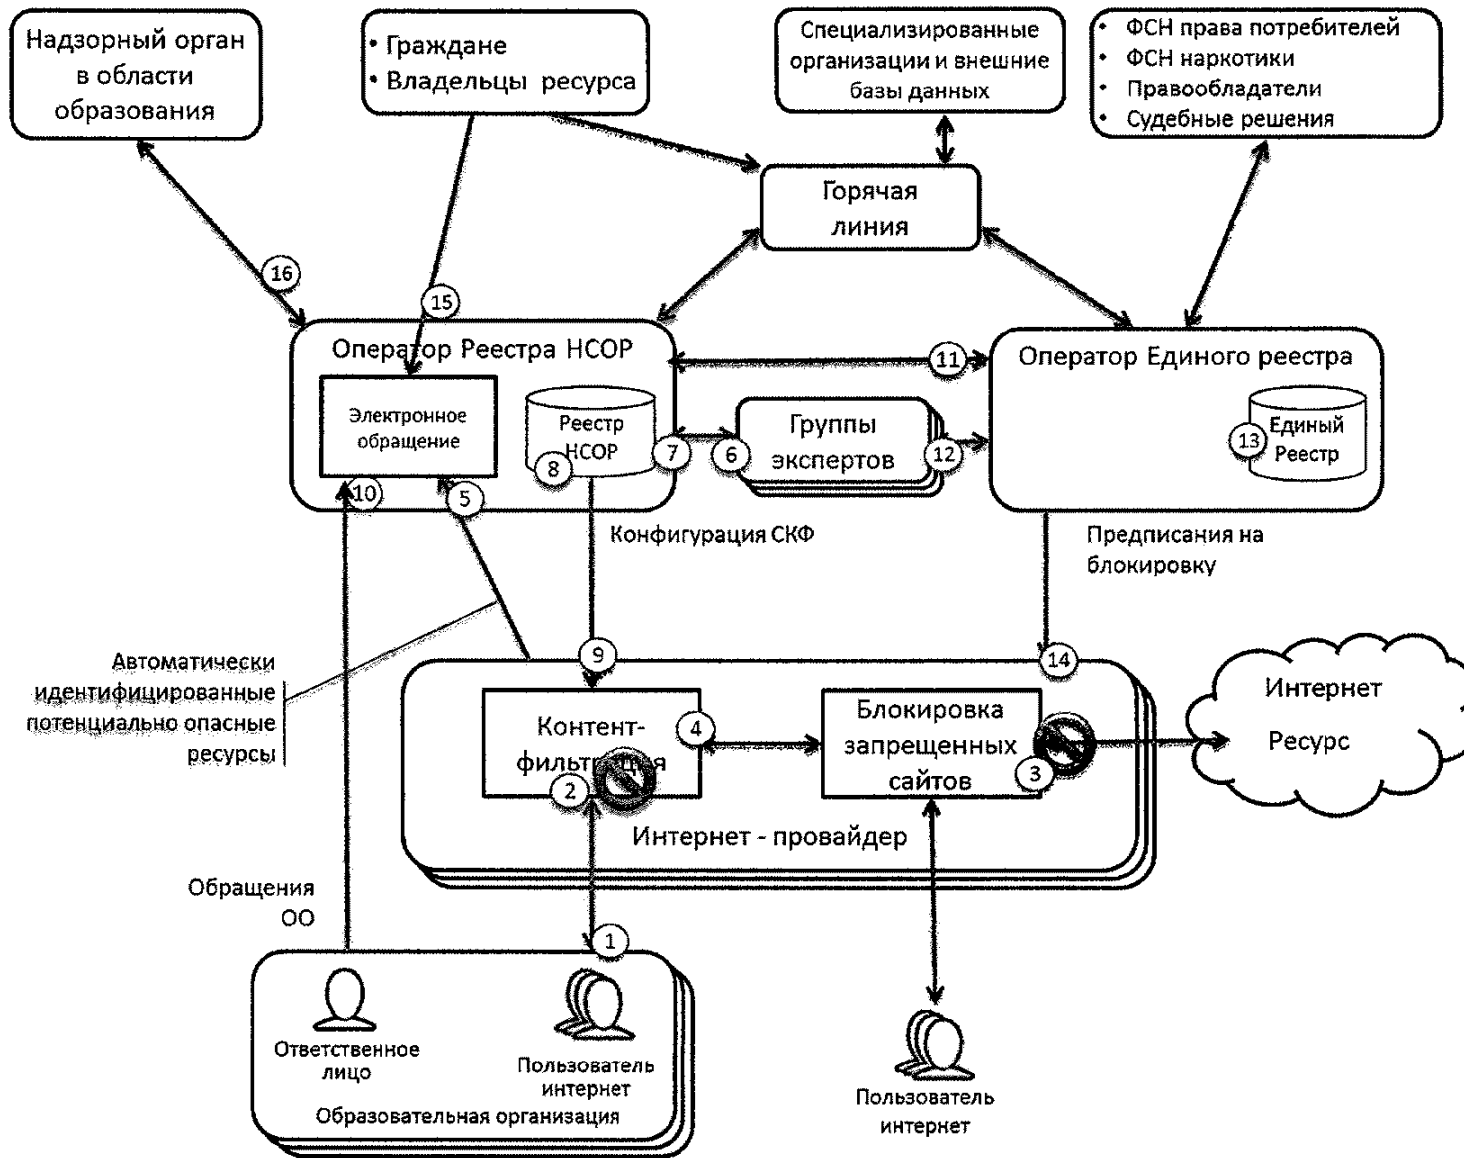 Надзорный орган
в области
образования
• Граждане
• Владельцы ресурса
Специализированные
организации и внешние
базы данных
• ФСН права потребителей
• ФСН наркотики
• Правообладатели
• Судебные решения
Горячая
линия
16
15
Оператор Реестра НСОР
11
Оператор Единого реестра
Электронное
обращение
Реестр
НСОР
8
7
6
Группы
экспертов
12
13
Единый
Реестр
10
5
Конфигурация СКФ
Предписания на
блокировку
Автоматически
идентифицированные
потенциально опасные
ресурсы
9
14
Контент-
фильтрация
4
2
Блокировка
запрещенных
сайтов
3
Интернет
Ресурс
Интернет - провайдер
Обращения
ОО
1
Ответственное
лицо
Пользователь
интернет
Образовательная организация
Пользователь
интернет